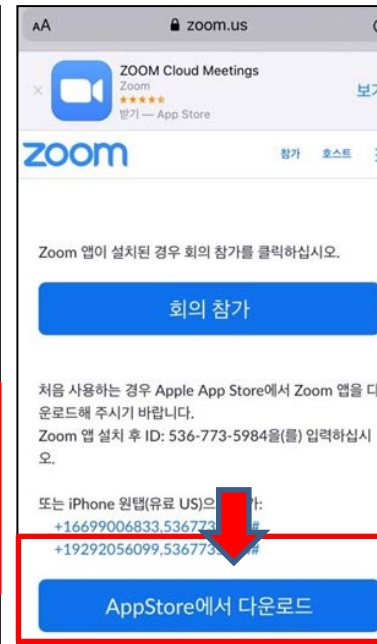 AA zoom.us
ZOOM Cloud Meetings
Zoom
받기 — App Store
zoom 참가 호스트
Zoom 앱이 설치된 경우 회의 참가를 클릭하십시오.
회의 참가
처음 사용하는 경우 Apple App Store에서 Zoom 앱을 다
운로드해 주시기 바랍니다.
Zoom 앱 설치 후 ID: 536-773-5984을(를) 입력하십시
오.
또는 iPhone 원탭(유료 US)으
+16699006833,53677
+19292056099,53677
AppStore에서 다운로드